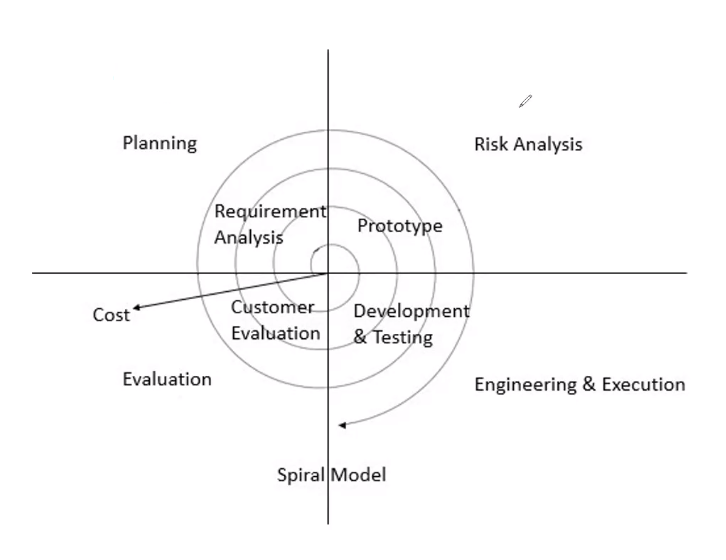 Planning
Risk Analysis
Requirement
Analysis
Prototype
Cost
Customer
Evaluation
Development
& Testing
Evaluation
Engineering & Execution
Spiral Model